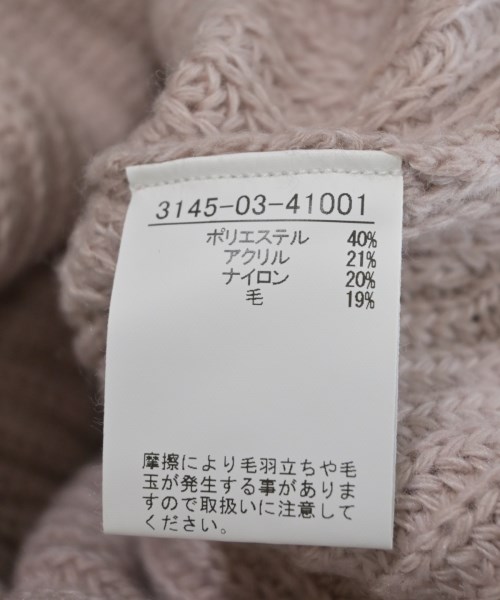 3145-03-41001
ポリエステル 40%
アクリル 21%
ナイロン 20%
毛 19%
摩擦により毛羽立ちや毛
玉が発生する事がありま
すので取扱いに注意して
ください。